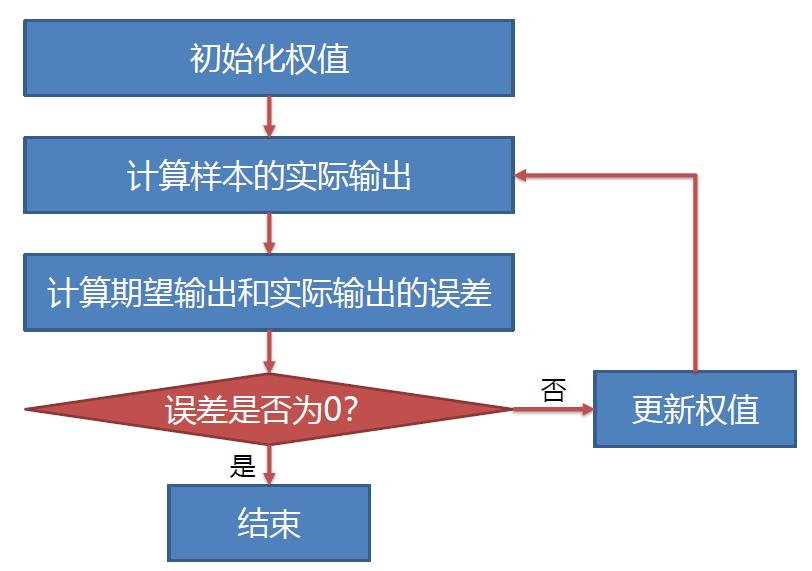 初始化权值
计算样本的实际输出
计算期望输出和实际输出的误差
误差是否为0？
否
更新权值
是
结束